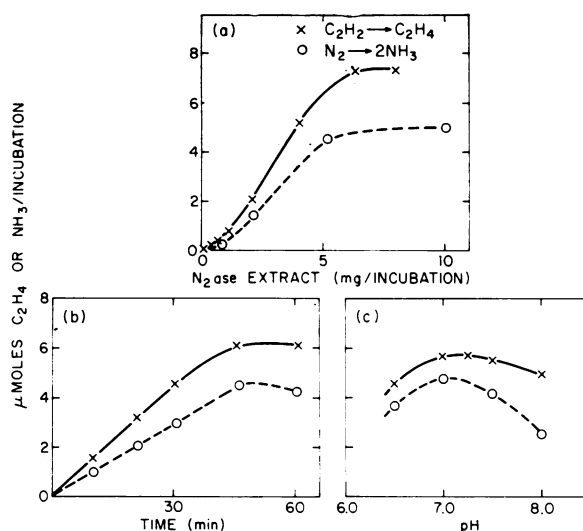 (a)
× C₂H₂ → C₂H₄
○ N₂ → 2NH₃
8
6
4
2
0
0 5 10
N₂ase EXTRACT (mg/INCUBATION)
μMOLES C₂H₄ OR NH₃/INCUBATION
(b)
8
6
4
2
0
30 60
TIME (min)
(c)
6.0 7.0 8.0
pH